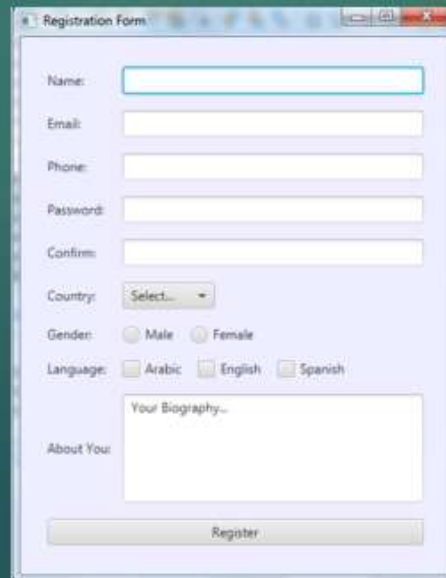 Registration Form
Name:
Email:
Phone:
Password:
Confirm:
Country: Select...
Gender: Male Female
Language: Arabic English Spanish
About You: Your Biography...
Register